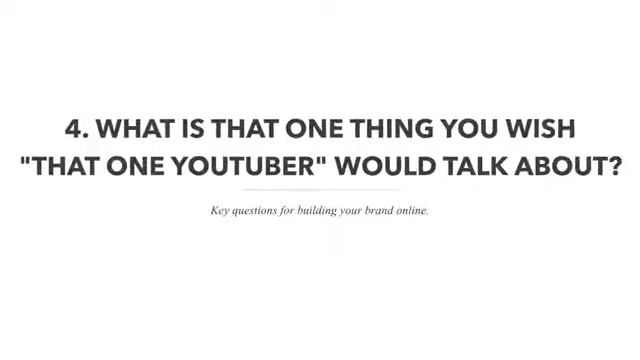 4. WHAT IS THAT ONE THING YOU WISH
"THAT ONE YOUTUBER" WOULD TALK ABOUT?
Key questions for building your brand online.